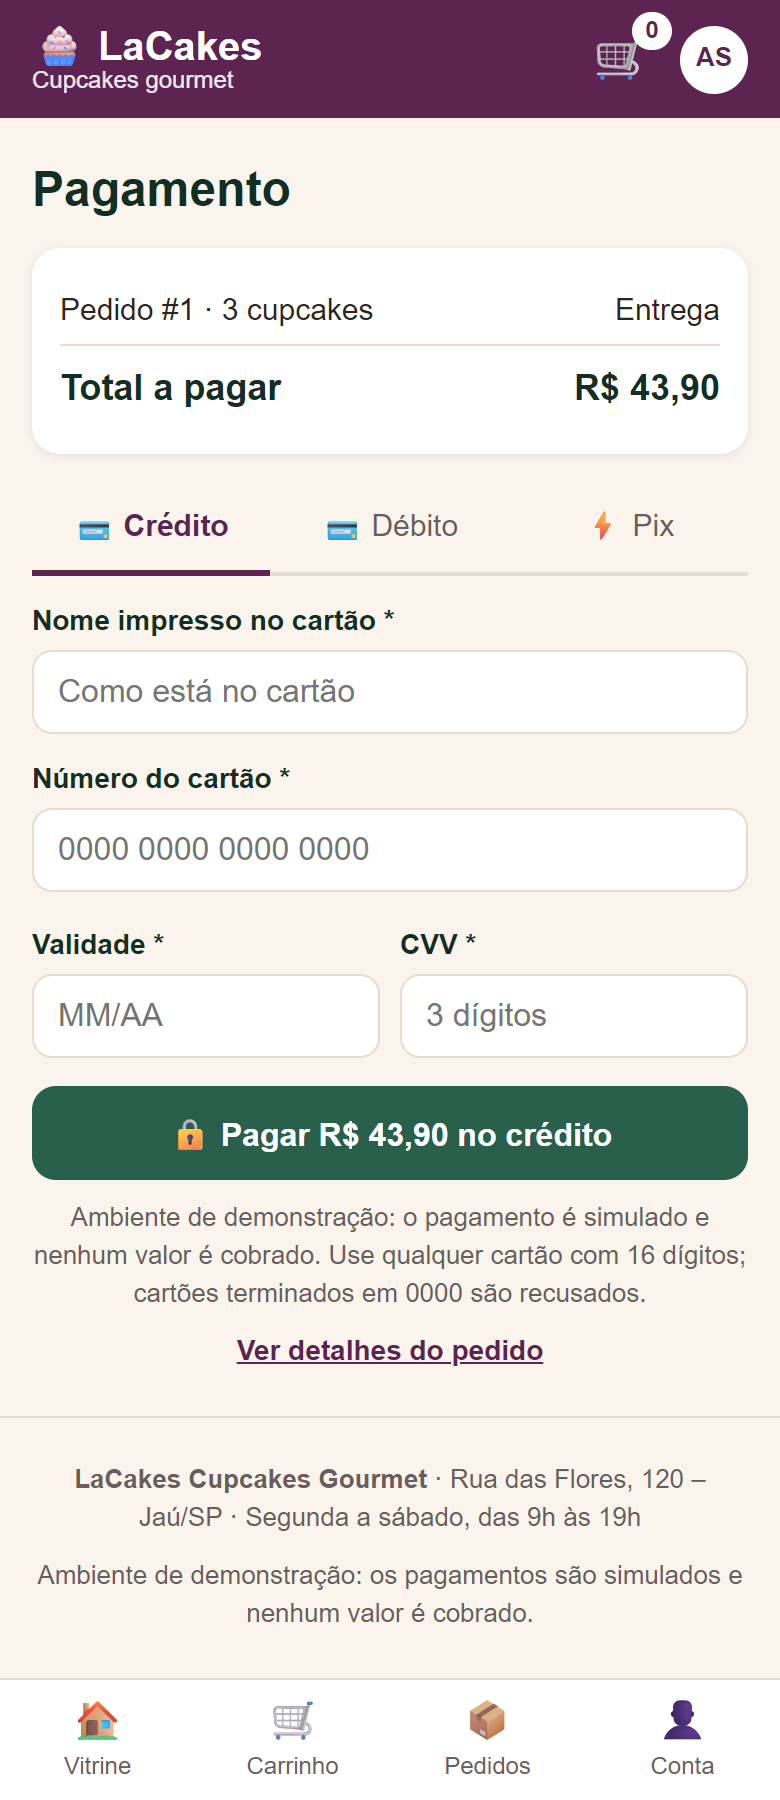 LaCakes
Cupcakes gourmet
0
AS
Pagamento
Pedido #1 · 3 cupcakes
Entrega
Total a pagar
R$ 43,90
Crédito
Débito
Pix
Nome impresso no cartão *
Como está no cartão
Número do cartão *
0000 0000 0000 0000
Validade *
CVV *
MM/AA
3 dígitos
Pagar R$ 43,90 no crédito
Ambiente de demonstração: o pagamento é simulado e
nenhum valor é cobrado. Use qualquer cartão com 16 dígitos;
cartões terminados em 0000 são recusados.
Ver detalhes do pedido
LaCakes Cupcakes Gourmet · Rua das Flores, 120 –
Jaú/SP · Segunda a sábado, das 9h às 19h
Ambiente de demonstração: os pagamentos são simulados e
nenhum valor é cobrado.
Vitrine
Carrinho
Pedidos
Conta